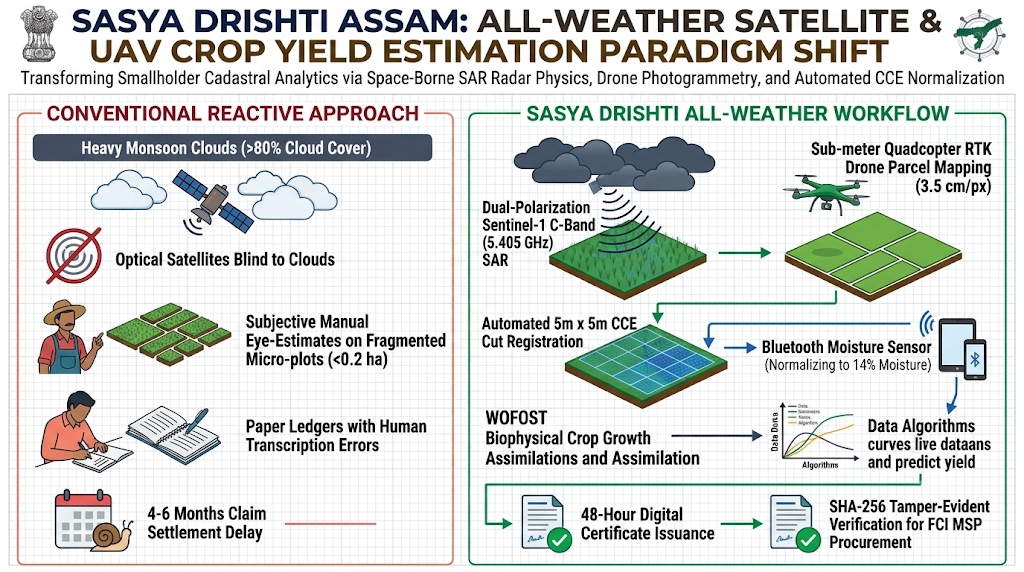 SASYA DRISHTI ASSAM: ALL-WEATHER SATELLITE &
UAV CROP YIELD ESTIMATION PARADIGM SHIFT
Transforming Smallholder Cadastral Analytics via Space-Borne SAR Radar Physics, Drone Photogrammetry, and Automated CCE Normalization
CONVENTIONAL REACTIVE APPROACH
Heavy Monsoon Clouds (>80% Cloud Cover)
Optical Satellites Blind to Clouds
Subjective Manual
Eye-Estimates on Fragmented
Micro-plots (<0.2 ha)
Paper Ledgers with Human
Transcription Errors
4-6 Months Claim
Settlement Delay
SASYA DRISHTI ALL-WEATHER WORKFLOW
Dual-Polarization
Sentinel-1 C-Band
(5.405 GHz)
SAR
Sub-meter Quadcopter RTK
Drone Parcel Mapping
(3.5 cm/px)
Automated 5m x 5m CCE
Cut Registration
Bluetooth Moisture Sensor
(Normalizing to 14% Moisture)
WOFOST
Biophysical Crop Growth
Assimilations and Assimilation
Algorithms
Data Algorithms
curves live dataans
and predict yield
48-Hour Digital
Certificate Issuance
SHA-256 Tamper-Evident
Verification for FCI MSP
Procurement